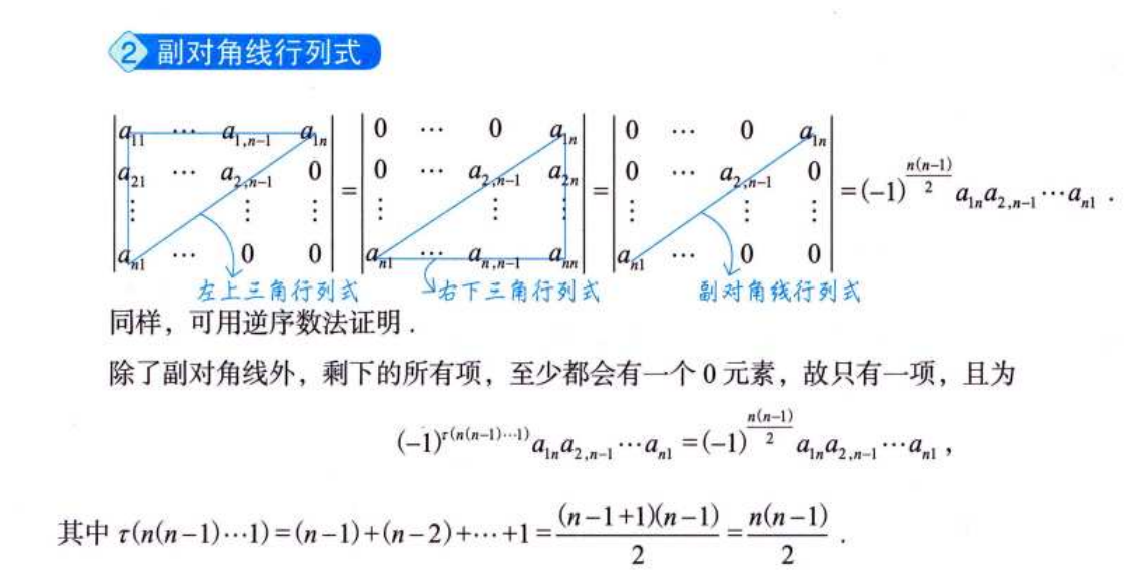 2 副对角线行列式
| a₁₁ ⋯ a₁,ₙ₋₁ a₁ₙ | | 0 ⋯ 0 a₁ₙ | | 0 ⋯ 0 a₁ₙ |
| a₂₁ ⋯ a₂,ₙ₋₁ 0 | = | 0 ⋯ a₂,ₙ₋₁ a₂ₙ | = | 0 ⋯ a₂,ₙ₋₁ 0 | = (−1)^{n(n−1)/2} a₁ₙa₂,ₙ₋₁⋯aₙ₁ .
| ⋮ ⋮ ⋮ | | ⋮ ⋮ ⋮ | | ⋮ ⋮ ⋮ |
| aₙ₁ ⋯ 0 0 | | aₙ₁ ⋯ aₙ,ₙ₋₁ aₙₙ | | aₙ₁ ⋯ 0 0 |
左上三角行列式 右下三角行列式 副对角线行列式
同样，可用逆序数法证明 .
除了副对角线外，剩下的所有项，至少都会有一个 0 元素，故只有一项，且为
(−1)^{τ(n(n−1)⋯1)} a₁ₙa₂,ₙ₋₁⋯aₙ₁ = (−1)^{n(n−1)/2} a₁ₙa₂,ₙ₋₁⋯aₙ₁ ，
其中 τ(n(n−1)⋯1) = (n−1)+(n−2)+⋯+1 = (n−1+1)(n−1)/2 = n(n−1)/2 .